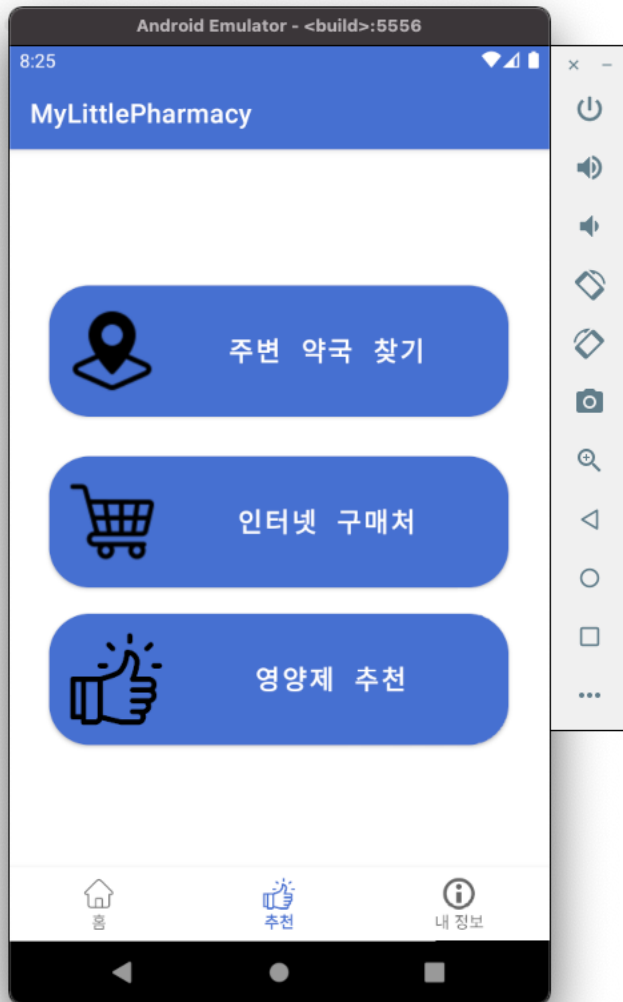 Android Emulator - <build>:5556
8:25
MyLittlePharmacy
주변 약국 찾기
인터넷 구매처
영양제 추천
홈
추천
내 정보